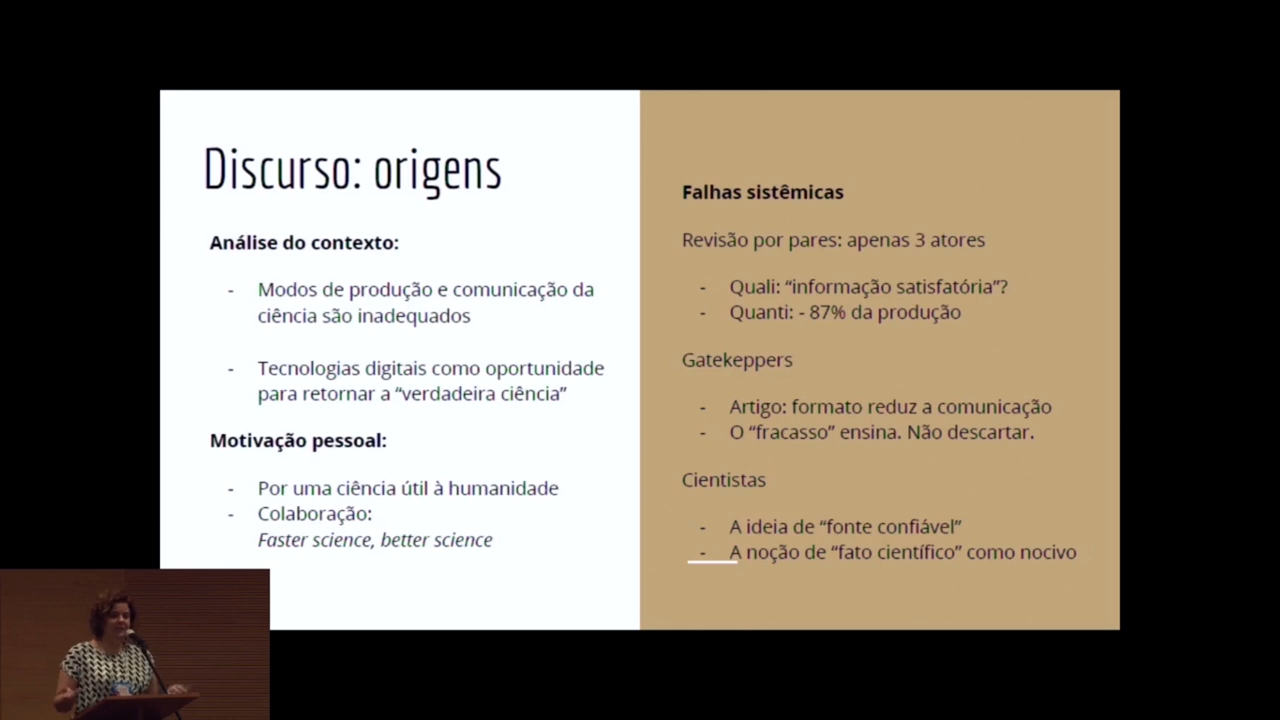 Discurso: origens
Análise do contexto:
- Modos de produção e comunicação da
ciência são inadequados
- Tecnologias digitais como oportunidade
para retornar a “verdadeira ciência”
Motivação pessoal:
- Por uma ciência útil à humanidade
- Colaboração:
Faster science, better science
Falhas sistêmicas
Revisão por pares: apenas 3 atores
- Quali: “informação satisfatória”?
- Quanti: - 87% da produção
Gatekeppers
- Artigo: formato reduz a comunicação
- O “fracasso” ensina. Não descartar.
Cientistas
- A ideia de “fonte confiável”
- A noção de “fato científico” como nocivo